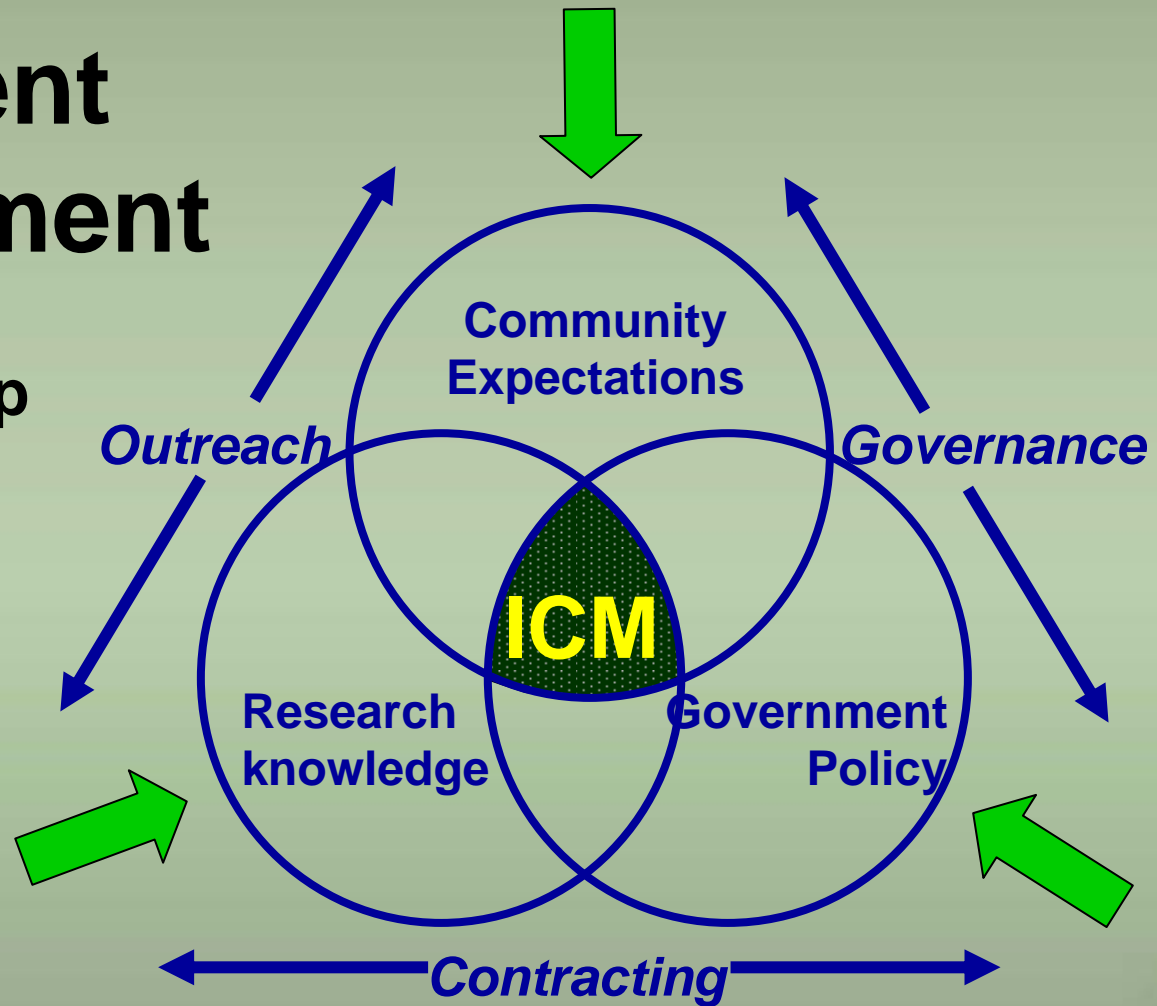 ent
ment
Community
Expectations
p
Outreach
Governance
ICM
Research
knowledge
Government
Policy
Contracting